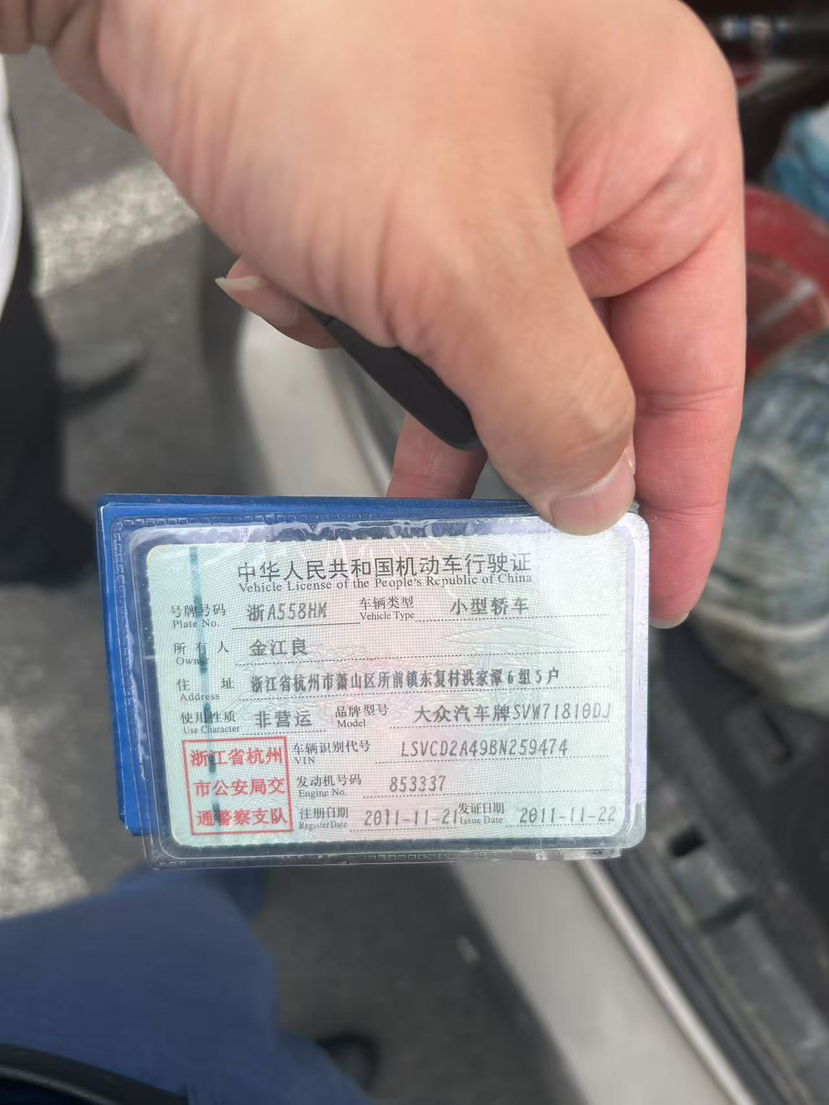 中华人民共和国机动车行驶证
Vehicle License of the People's Republic of China
号牌号码 浙A558HM 车辆类型 小型轿车
Plate No. Vehicle Type
所有人 金江良
Owner
住址 浙江省杭州市萧山区所前镇东复村洪家潭6组5户
Address
使用性质 非营运 品牌型号 大众汽车牌SVW71810DJ
Use Character Model
浙江省杭州 车辆识别代号 LSVCD2A49BN259474
VIN
市公安局交 发动机号码 853337
Engine No.
通警察支队 注册日期 2011-11-21 发证日期 2011-11-22
Register Date Issue Date